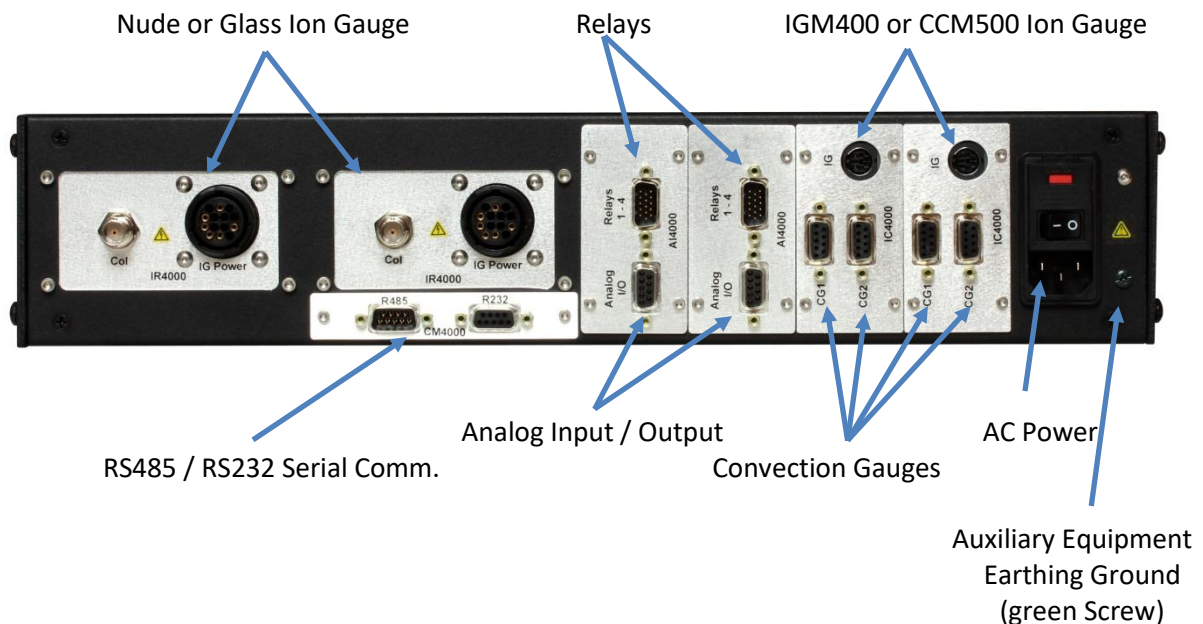 Nude or Glass Ion Gauge
Relays
IGM400 or CCM500 Ion Gauge
Col
IR4000
IG Power
Col
IR4000
IG Power
R485
R232
CM4000
Relays
1 - 4
Analog
I/O
AI4000
Relays
1 - 4
Analog
I/O
AI4000
IG
CG1
CG2
IC4000
IG
CG1
CG2
IC4000
Analog Input / Output
AC Power
RS485 / RS232 Serial Comm.
Convection Gauges
Auxiliary Equipment
Earthing Ground
(green Screw)